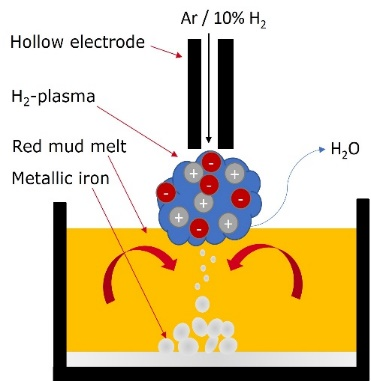 Ar / 10% H₂
Hollow electrode
H₂-plasma
Red mud melt
Metallic iron
H₂O
-
+
-
+
-
-
+
+
+
-